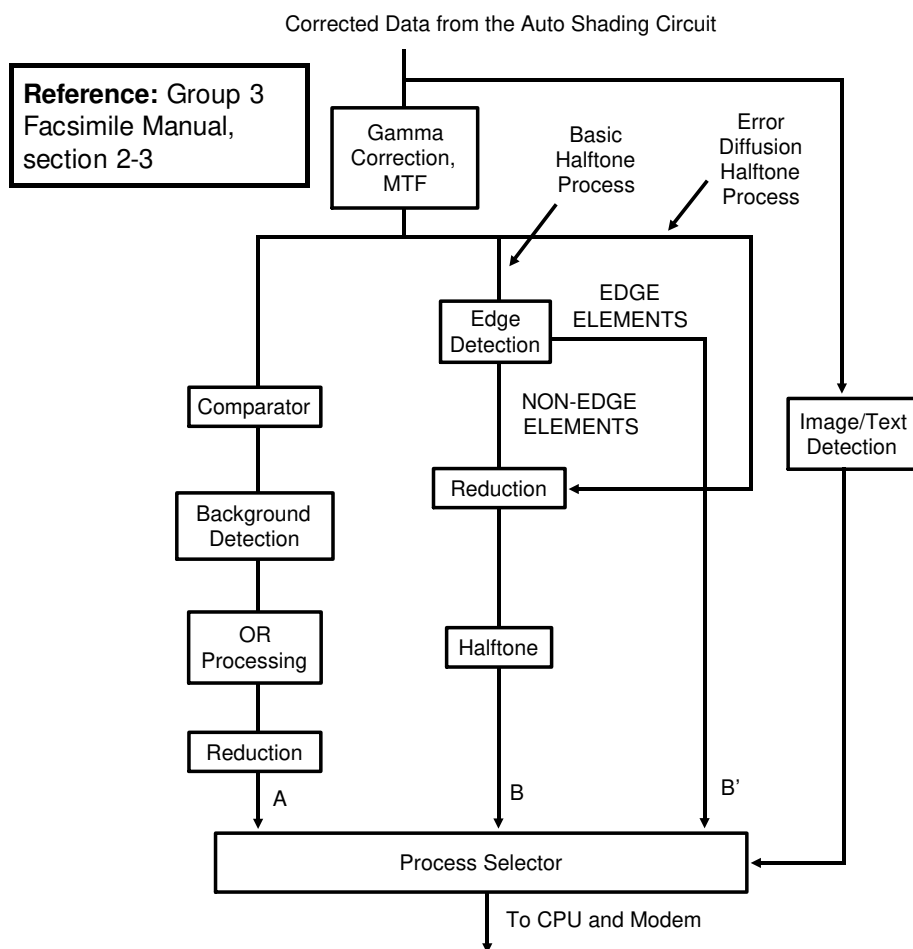 Corrected Data from the Auto Shading Circuit
Reference: Group 3
Facsimile Manual,
section 2-3
Gamma
Correction,
MTF
Basic
Halftone
Process
Error
Diffusion
Halftone
Process
Edge
Detection
EDGE
ELEMENTS
Comparator
NON-EDGE
ELEMENTS
Image/Text
Detection
Reduction
Background
Detection
OR
Processing
Halftone
Reduction
A
B
B’
Process Selector
To CPU and Modem